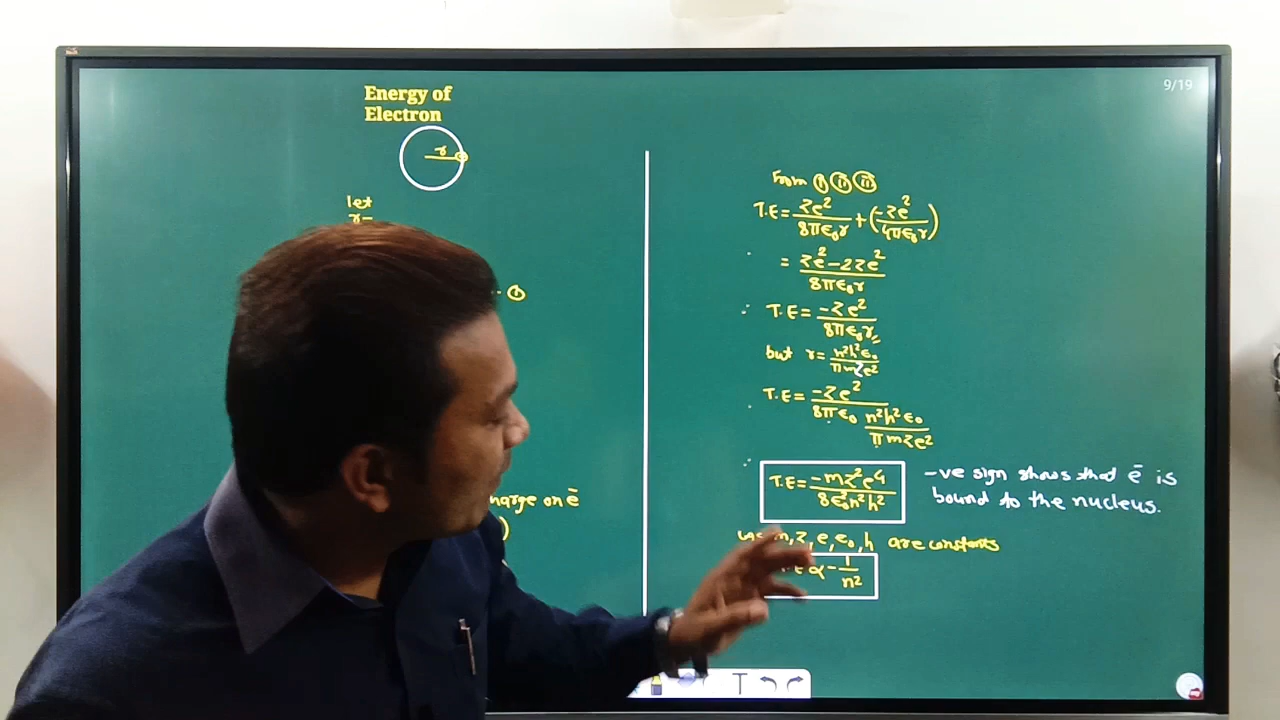 9/19
Energy of
Electron
r
let
r=
.. ①
harge on ē
)
From Ⓘ ⅱ ⅲ
T.E = Ze²/8πϵ₀r + (-Ze²/4πϵ₀r)
= Ze² - 2Ze²/8πϵ₀r
∴ T.E = -Ze²/8πϵ₀r
but r = n²h²ϵ₀/πmZe²
T.E = -Ze²/8πϵ₀ n²h²ϵ₀/πmZe²
∴ T.E = -mZ²e⁴/8ϵ₀²n²h²
-ve sign shows that ē is
bound to the nucleus.
m, Z, e, ϵ₀, h are constants
E ∝ -1/n²
T